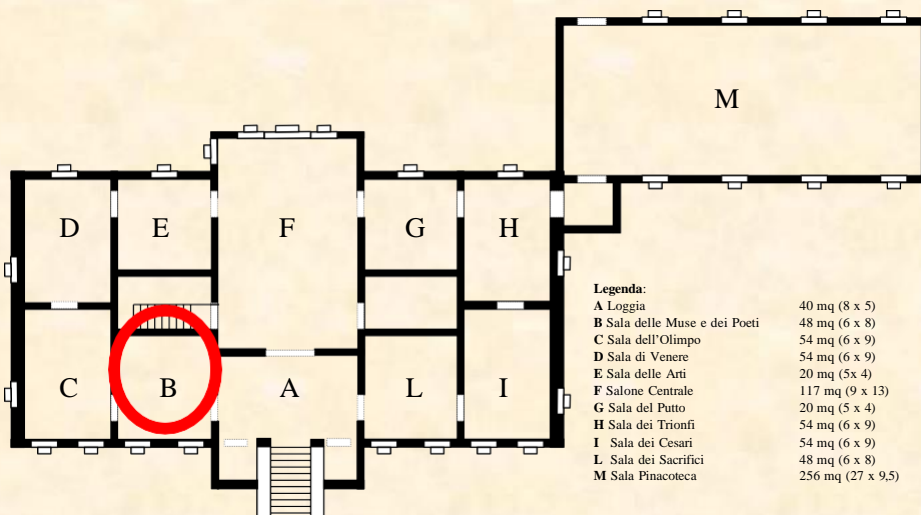 M
D
E
F
G
H
C
B
A
L
I
Legenda:
A Loggia 40 mq (8 x 5)
B Sala delle Muse e dei Poeti 48 mq (6 x 8)
C Sala dell'Olimpo 54 mq (6 x 9)
D Sala di Venere 54 mq (6 x 9)
E Sala delle Arti 20 mq (5x 4)
F Salone Centrale 117 mq (9 x 13)
G Sala del Putto 20 mq (5 x 4)
H Sala dei Trionfi 54 mq (6 x 9)
I Sala dei Cesari 54 mq (6 x 9)
L Sala dei Sacrifici 48 mq (6 x 8)
M Sala Pinacoteca 256 mq (27 x 9,5)